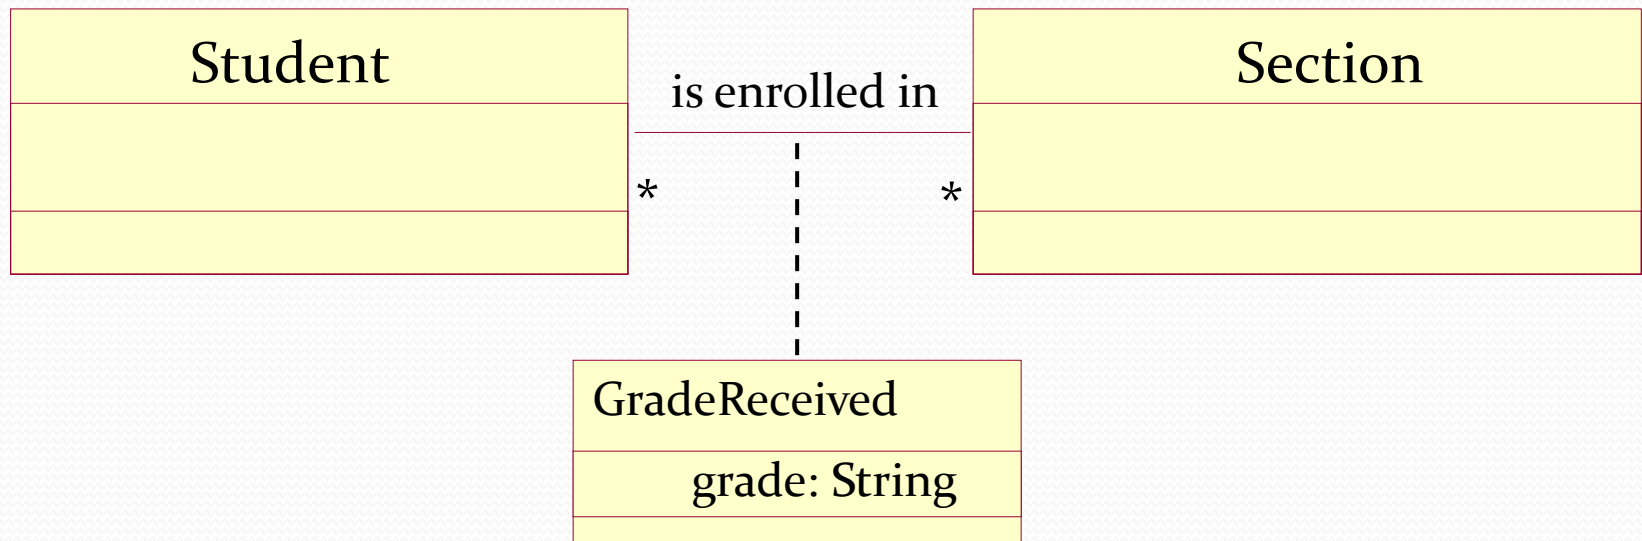 Student
is enrolled in
Section
*
*
GradeReceived
grade: String